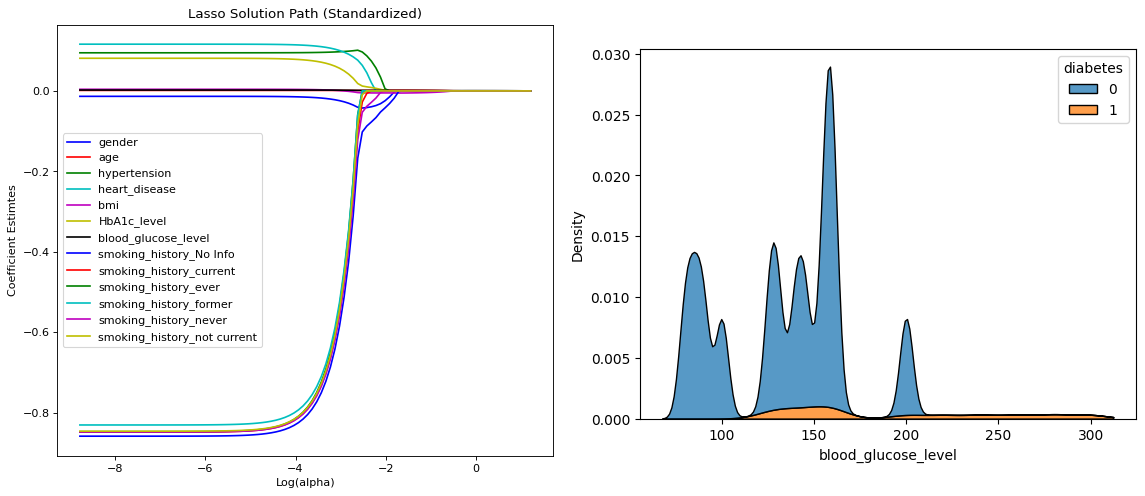 Lasso Solution Path (Standardized)
0.0
−0.2
−0.4
−0.6
−0.8
Coefficient Estimtes
gender
age
hypertension
heart_disease
bmi
HbA1c_level
blood_glucose_level
smoking_history_No Info
smoking_history_current
smoking_history_ever
smoking_history_former
smoking_history_never
smoking_history_not current
−8
−6
−4
−2
0
Log(alpha)
0.030
0.025
0.020
0.015
0.010
0.005
0.000
Density
diabetes
0
1
100
150
200
250
300
blood_glucose_level